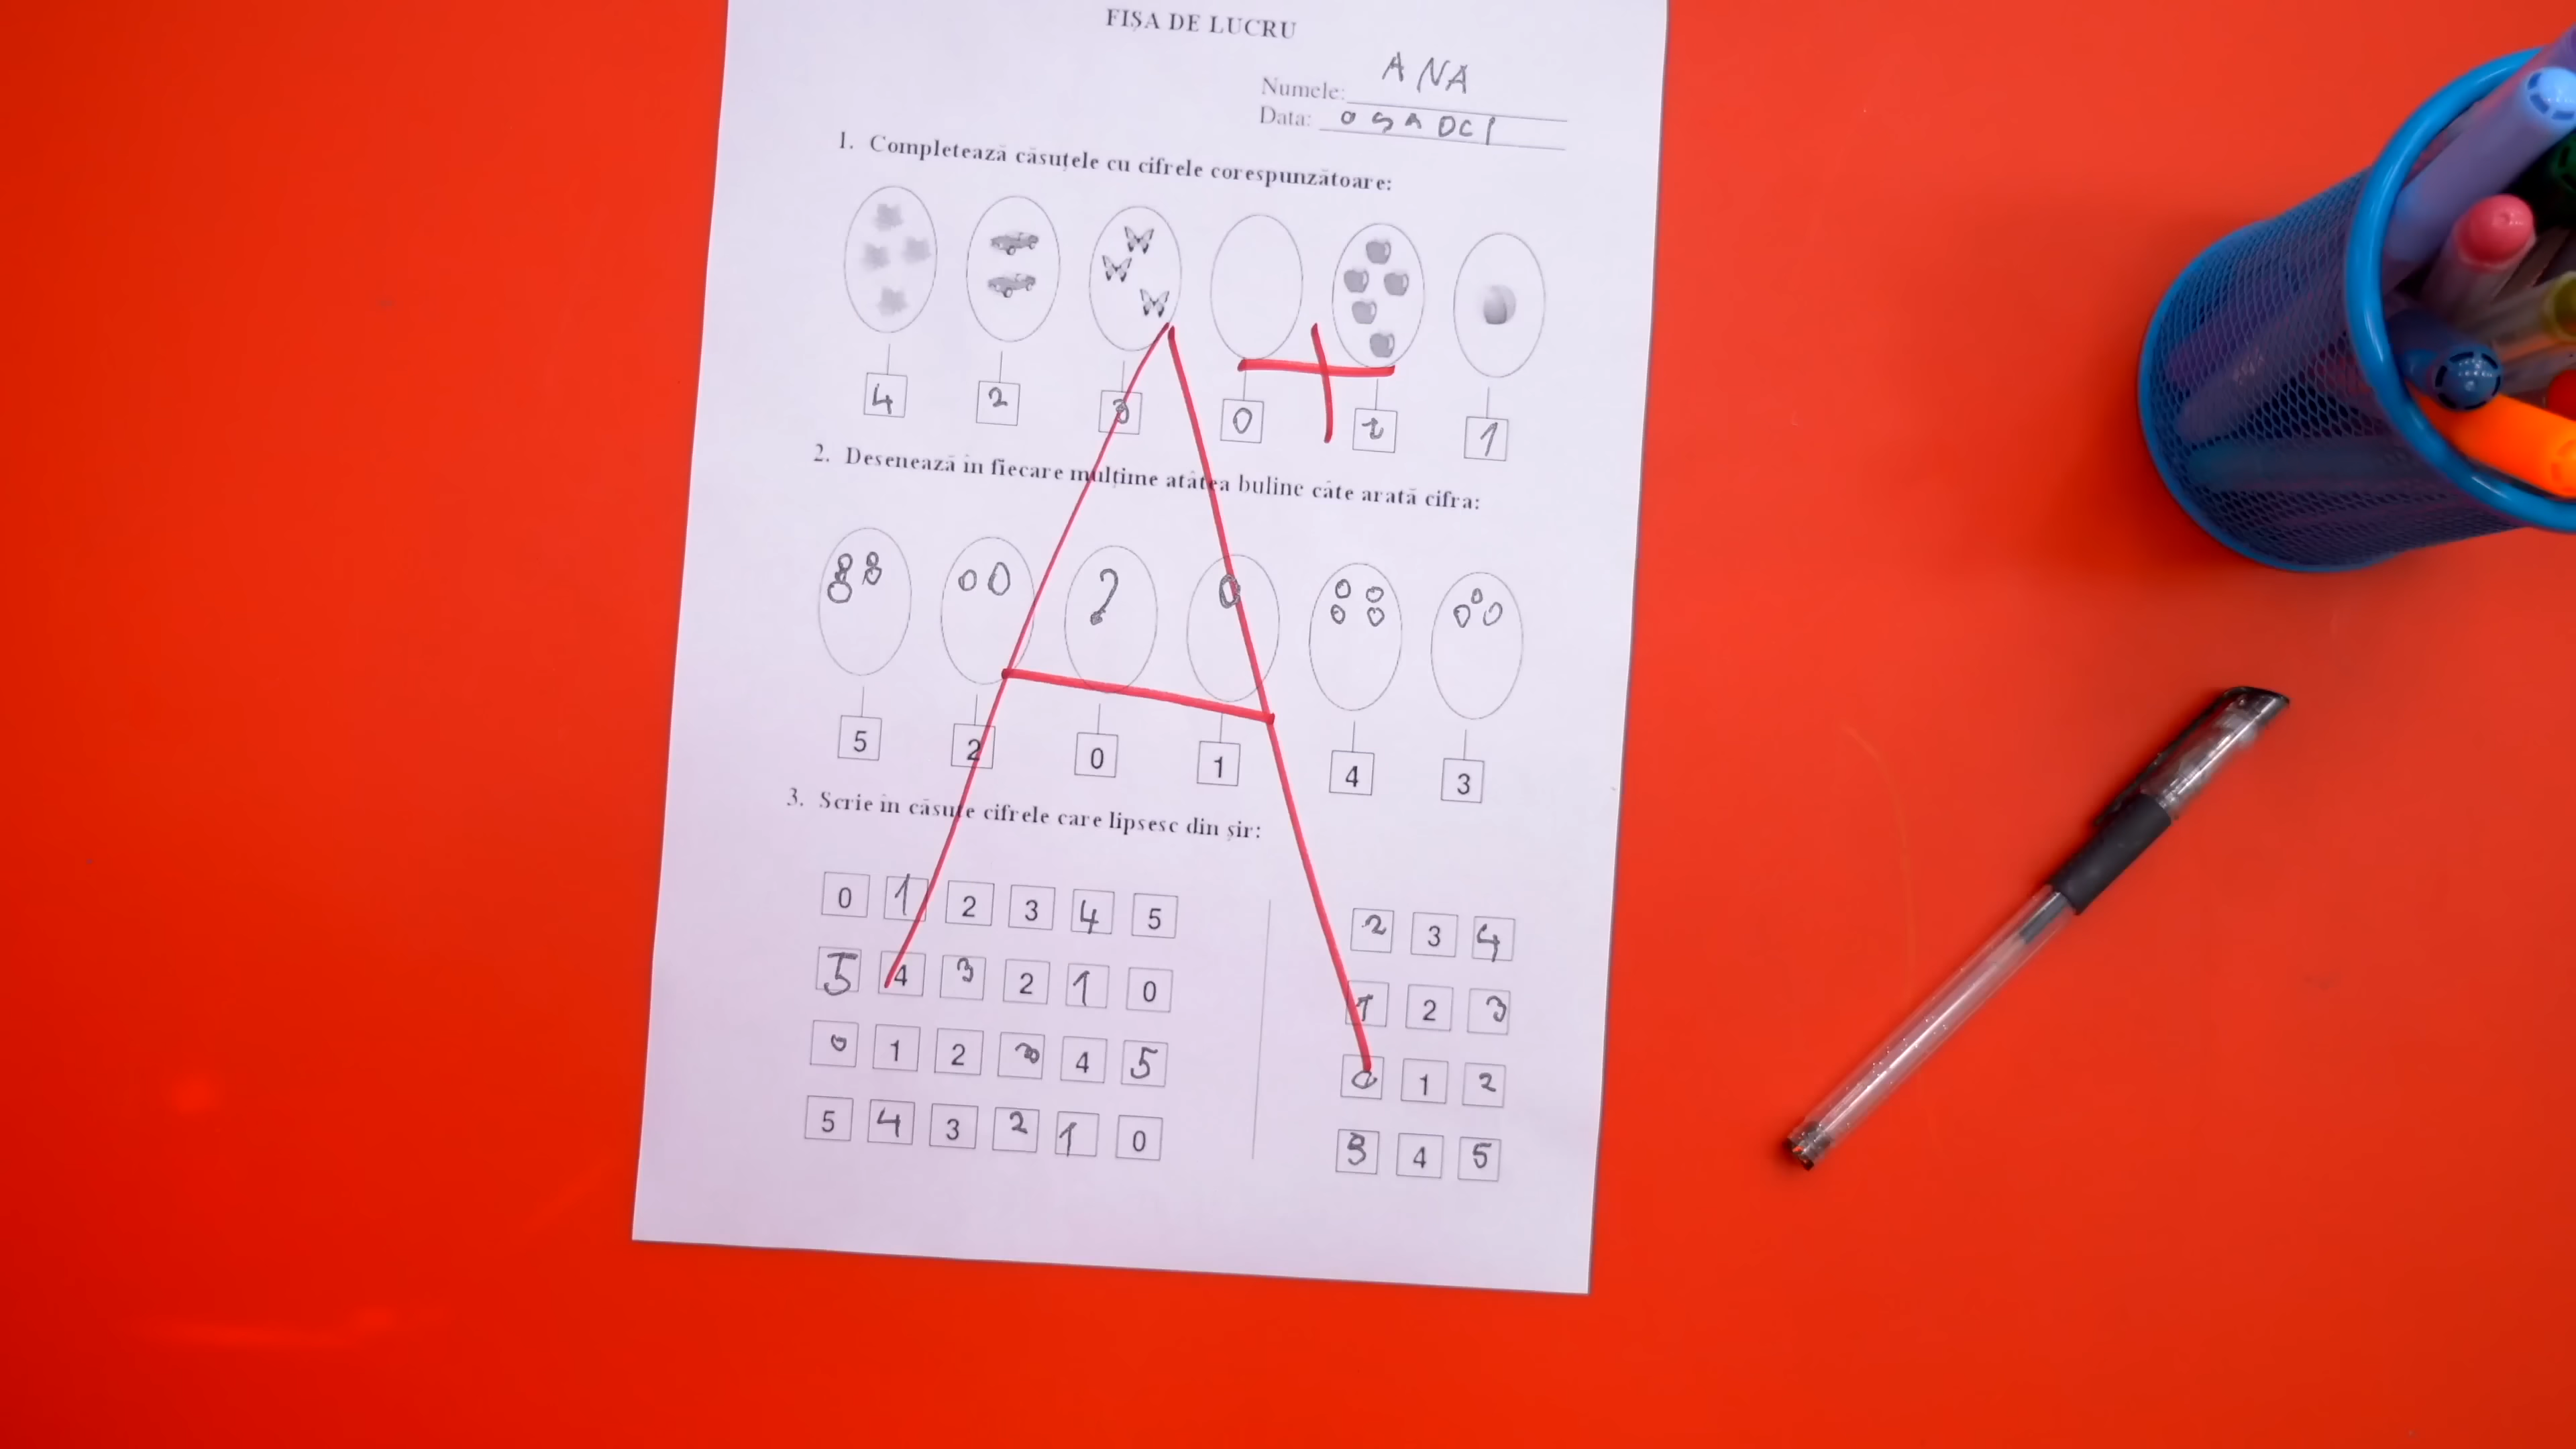 FIȘA DE LUCRU
Numele: ANA
Data:
1. Completează căsuțele cu cifrele corespunzătoare:
4 2 3 0 2 1
2. Desenează în fiecare mulțime atâtea buline câte arată cifra:
5 2 0 1 4 3
3. Scrie în căsuțe cifrele care lipsesc din șir:
0 1 2 3 4 5
5 4 3 2 1 0
0 1 2 3 4 5
5 4 3 2 1 0
2 3 4
1 2 3
0 1 2
3 4 5
A+